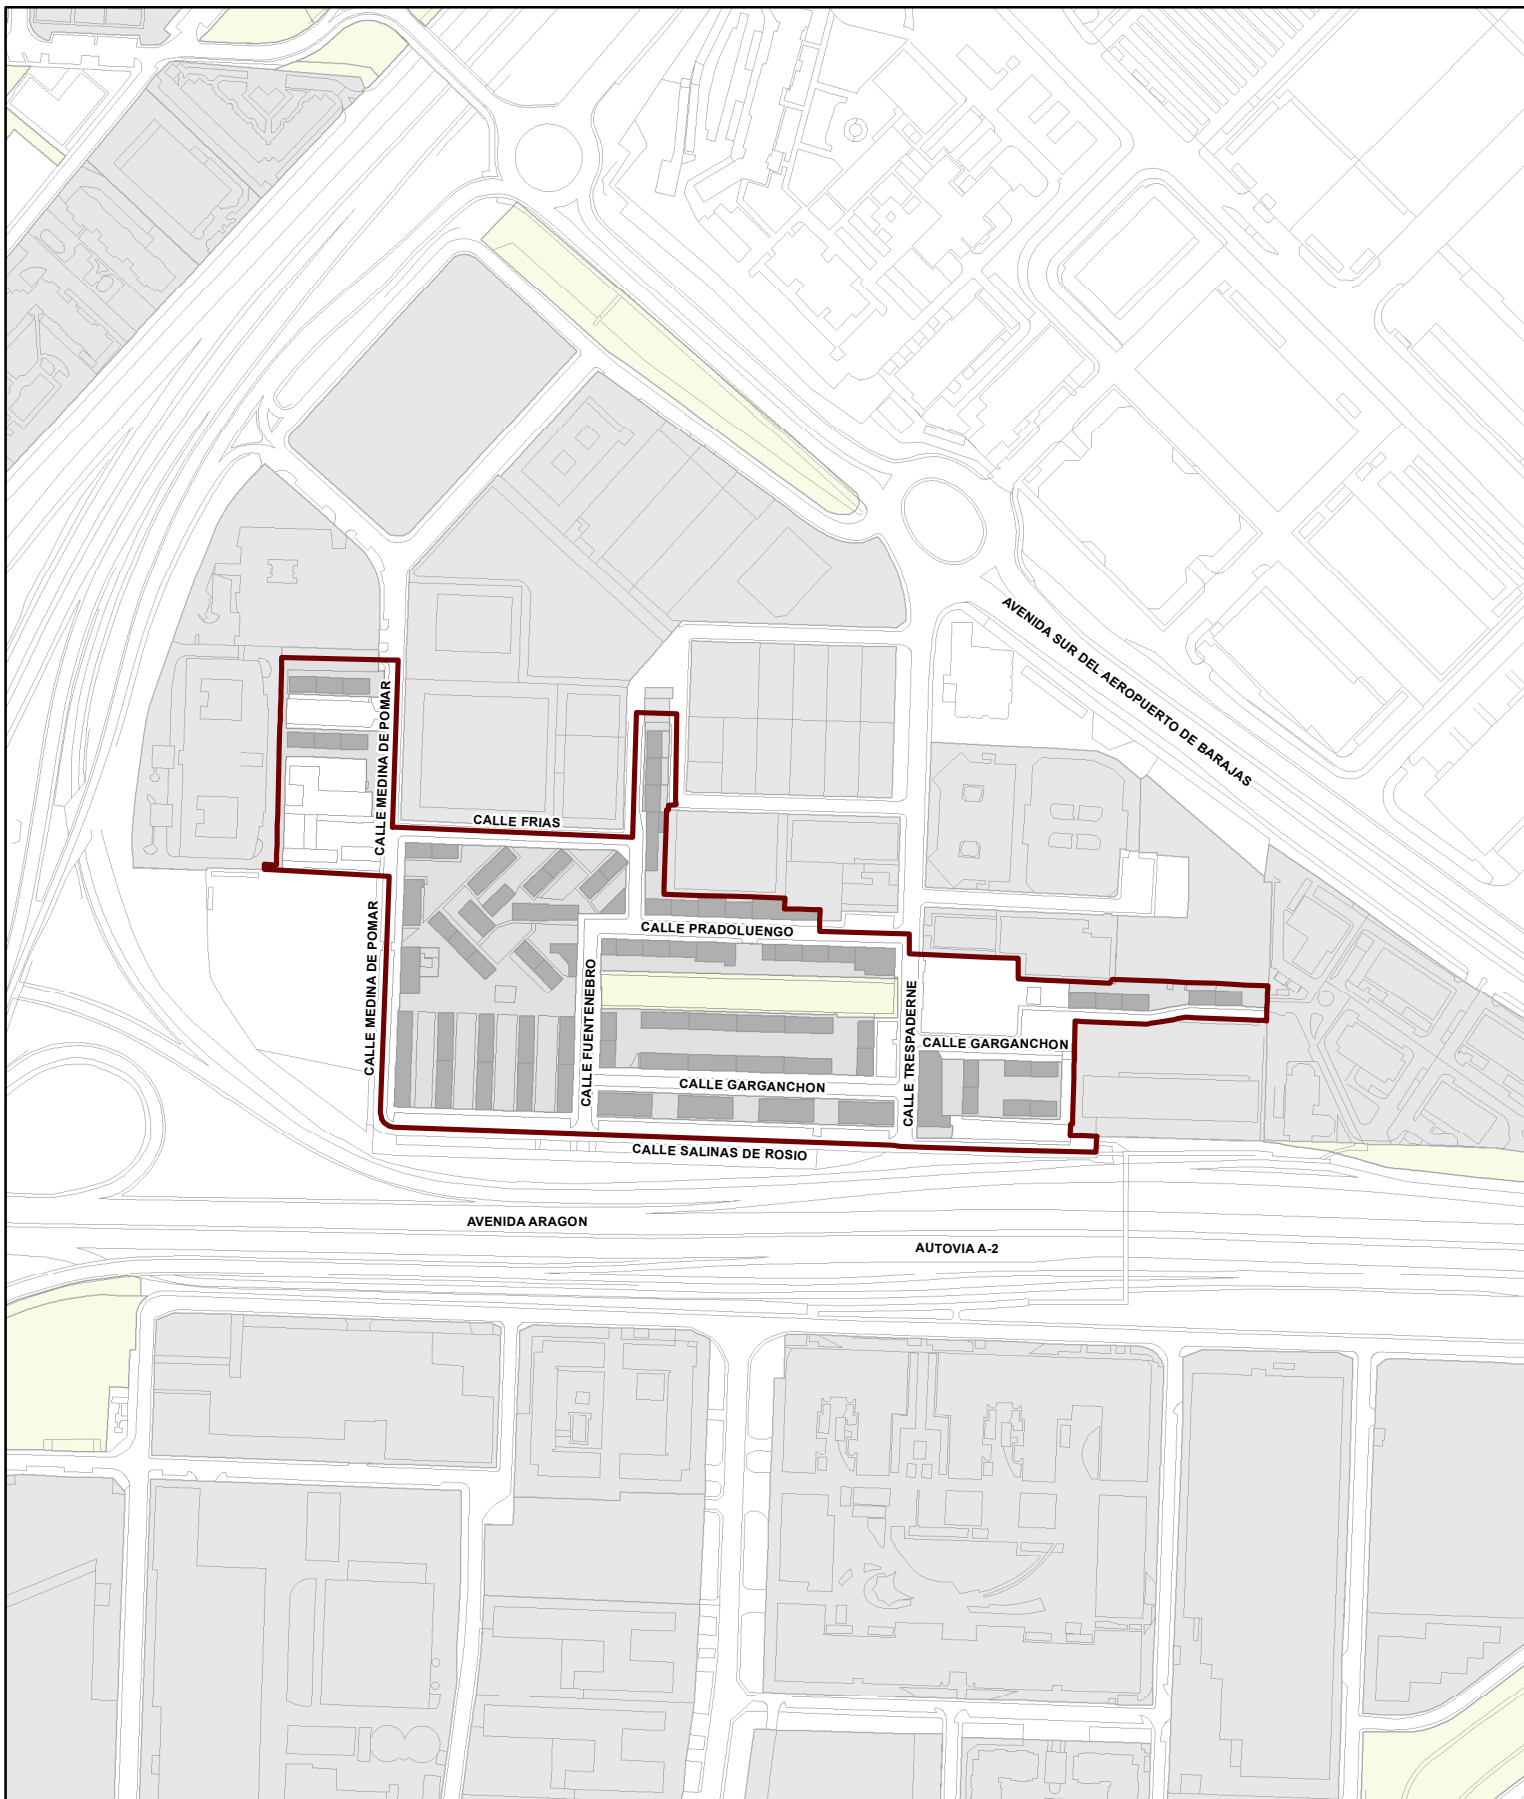 AVENIDA SUR DEL AEROPUERTO DE BARAJAS
CALLE MEDINA DE POMAR
CALLE FRIAS
CALLE MEDINA DE POMAR
CALLE PRADOLUENGO
CALLE FUENTENEBRO
CALLE TRESPADERNE
CALLE GARGANCHON
CALLE GARGANCHON
CALLE SALINAS DE ROSIO
AVENIDA ARAGON
AUTOVIA A-2